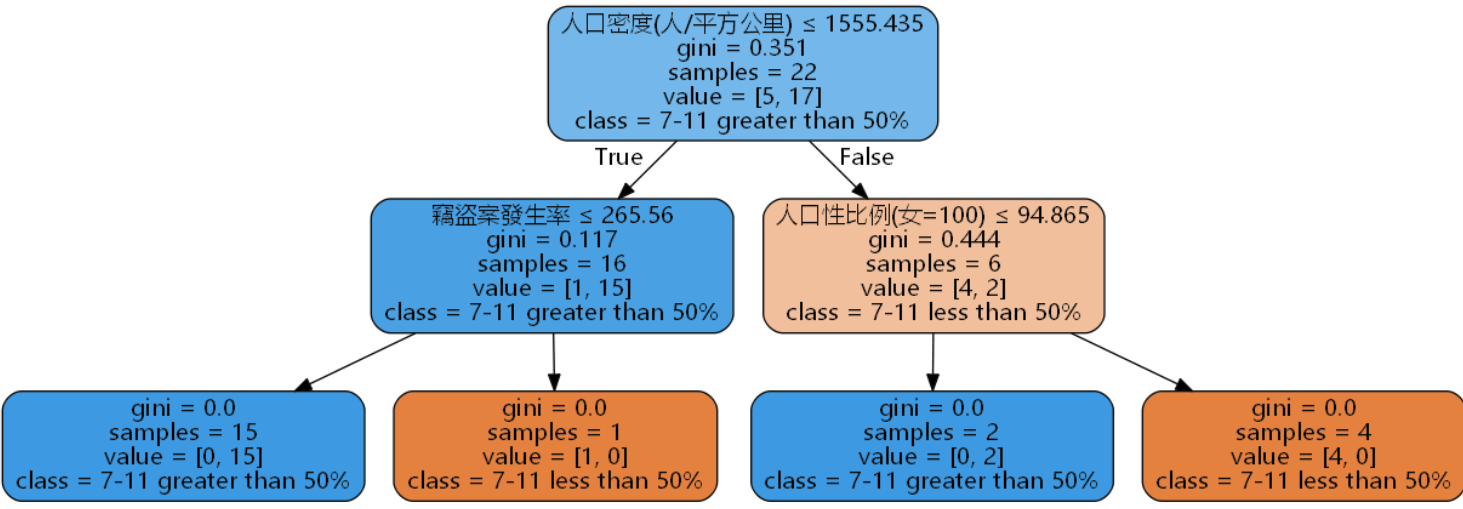 人口密度(人/平方公里) ≤ 1555.435
gini = 0.351
samples = 22
value = [5, 17]
class = 7-11 greater than 50%
True
False
竊盜案發生率 ≤ 265.56
gini = 0.117
samples = 16
value = [1, 15]
class = 7-11 greater than 50%
人口性比例(女=100) ≤ 94.865
gini = 0.444
samples = 6
value = [4, 2]
class = 7-11 less than 50%
gini = 0.0
samples = 15
value = [0, 15]
class = 7-11 greater than 50%
gini = 0.0
samples = 1
value = [1, 0]
class = 7-11 less than 50%
gini = 0.0
samples = 2
value = [0, 2]
class = 7-11 greater than 50%
gini = 0.0
samples = 4
value = [4, 0]
class = 7-11 less than 50%